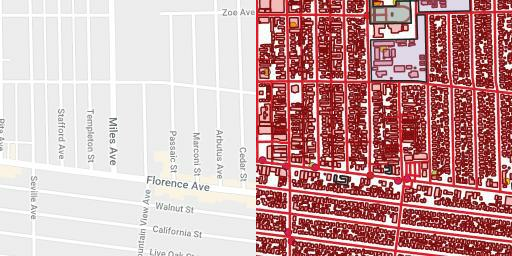 Zoe Ave
Rita Ave
Stafford Ave
Templeton St
Miles Ave
Passaic St
Marconi St
Arbutus Ave
Cedar St
Seville Ave
Florence Ave
Walnut St
Mountain View Ave
California St
Live Oak St